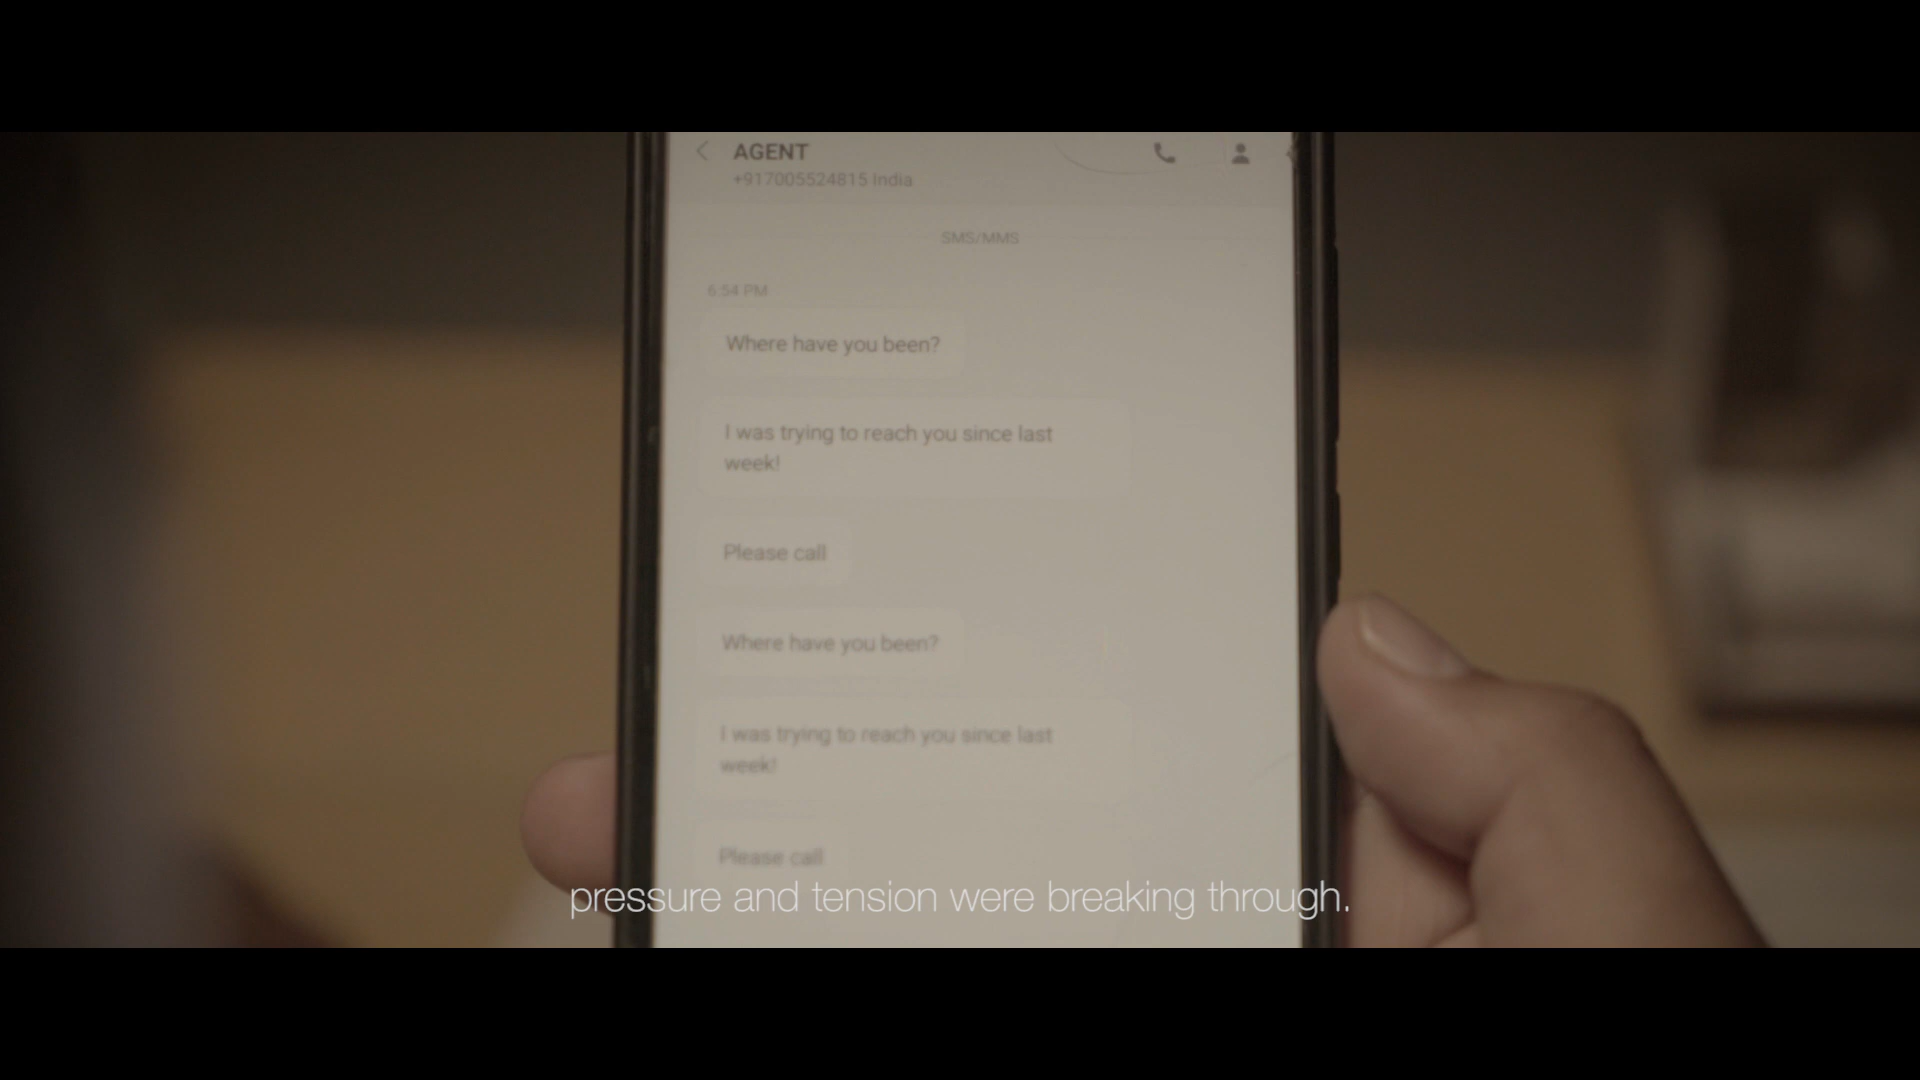 AGENT
+917005524815 India
SMS/MMS
6:54 PM
Where have you been?
I was trying to reach you since last
week!
Please call
Where have you been?
I was trying to reach you since last
week!
Please call
pressure and tension were breaking through.